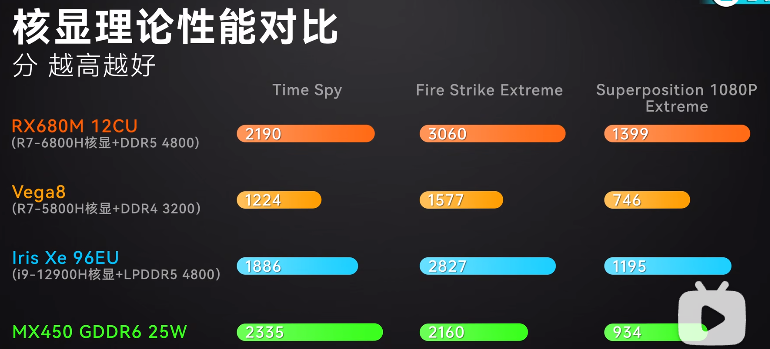 核显理论性能对比
分 越高越好
Time Spy Fire Strike Extreme Superposition 1080P Extreme
RX680M 12CU
(R7-6800H核显+DDR5 4800)
2190 3060 1399
Vega8
(R7-5800H核显+DDR4 3200)
1224 1577 746
Iris Xe 96EU
(i9-12900H核显+LPDDR5 4800)
1886 2827 1195
MX450 GDDR6 25W
2335 2160 934